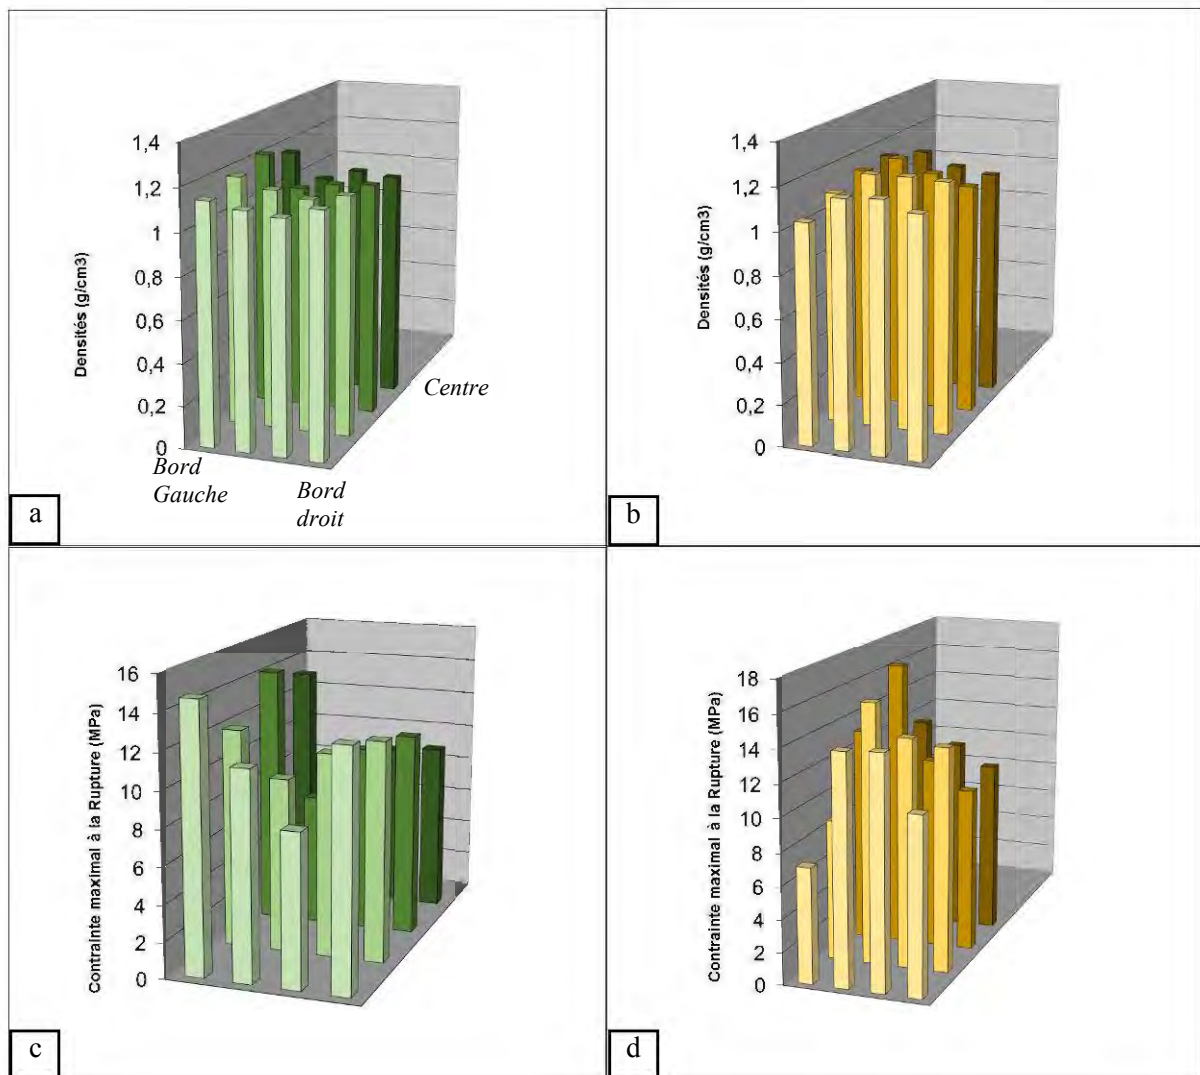 Densités (g/cm3)
1,4
1,2
1
0,8
0,6
0,4
0,2
0
Bord
Gauche
Bord
droit
Centre
a
Densités (g/cm3)
1,4
1,2
1
0,8
0,6
0,4
0,2
0
b
Contrainte maximal à la Rupture (MPa)
16
14
12
10
8
6
4
2
0
c
Contrainte maximal à la Rupture (MPa)
18
16
14
12
10
8
6
4
2
0
d